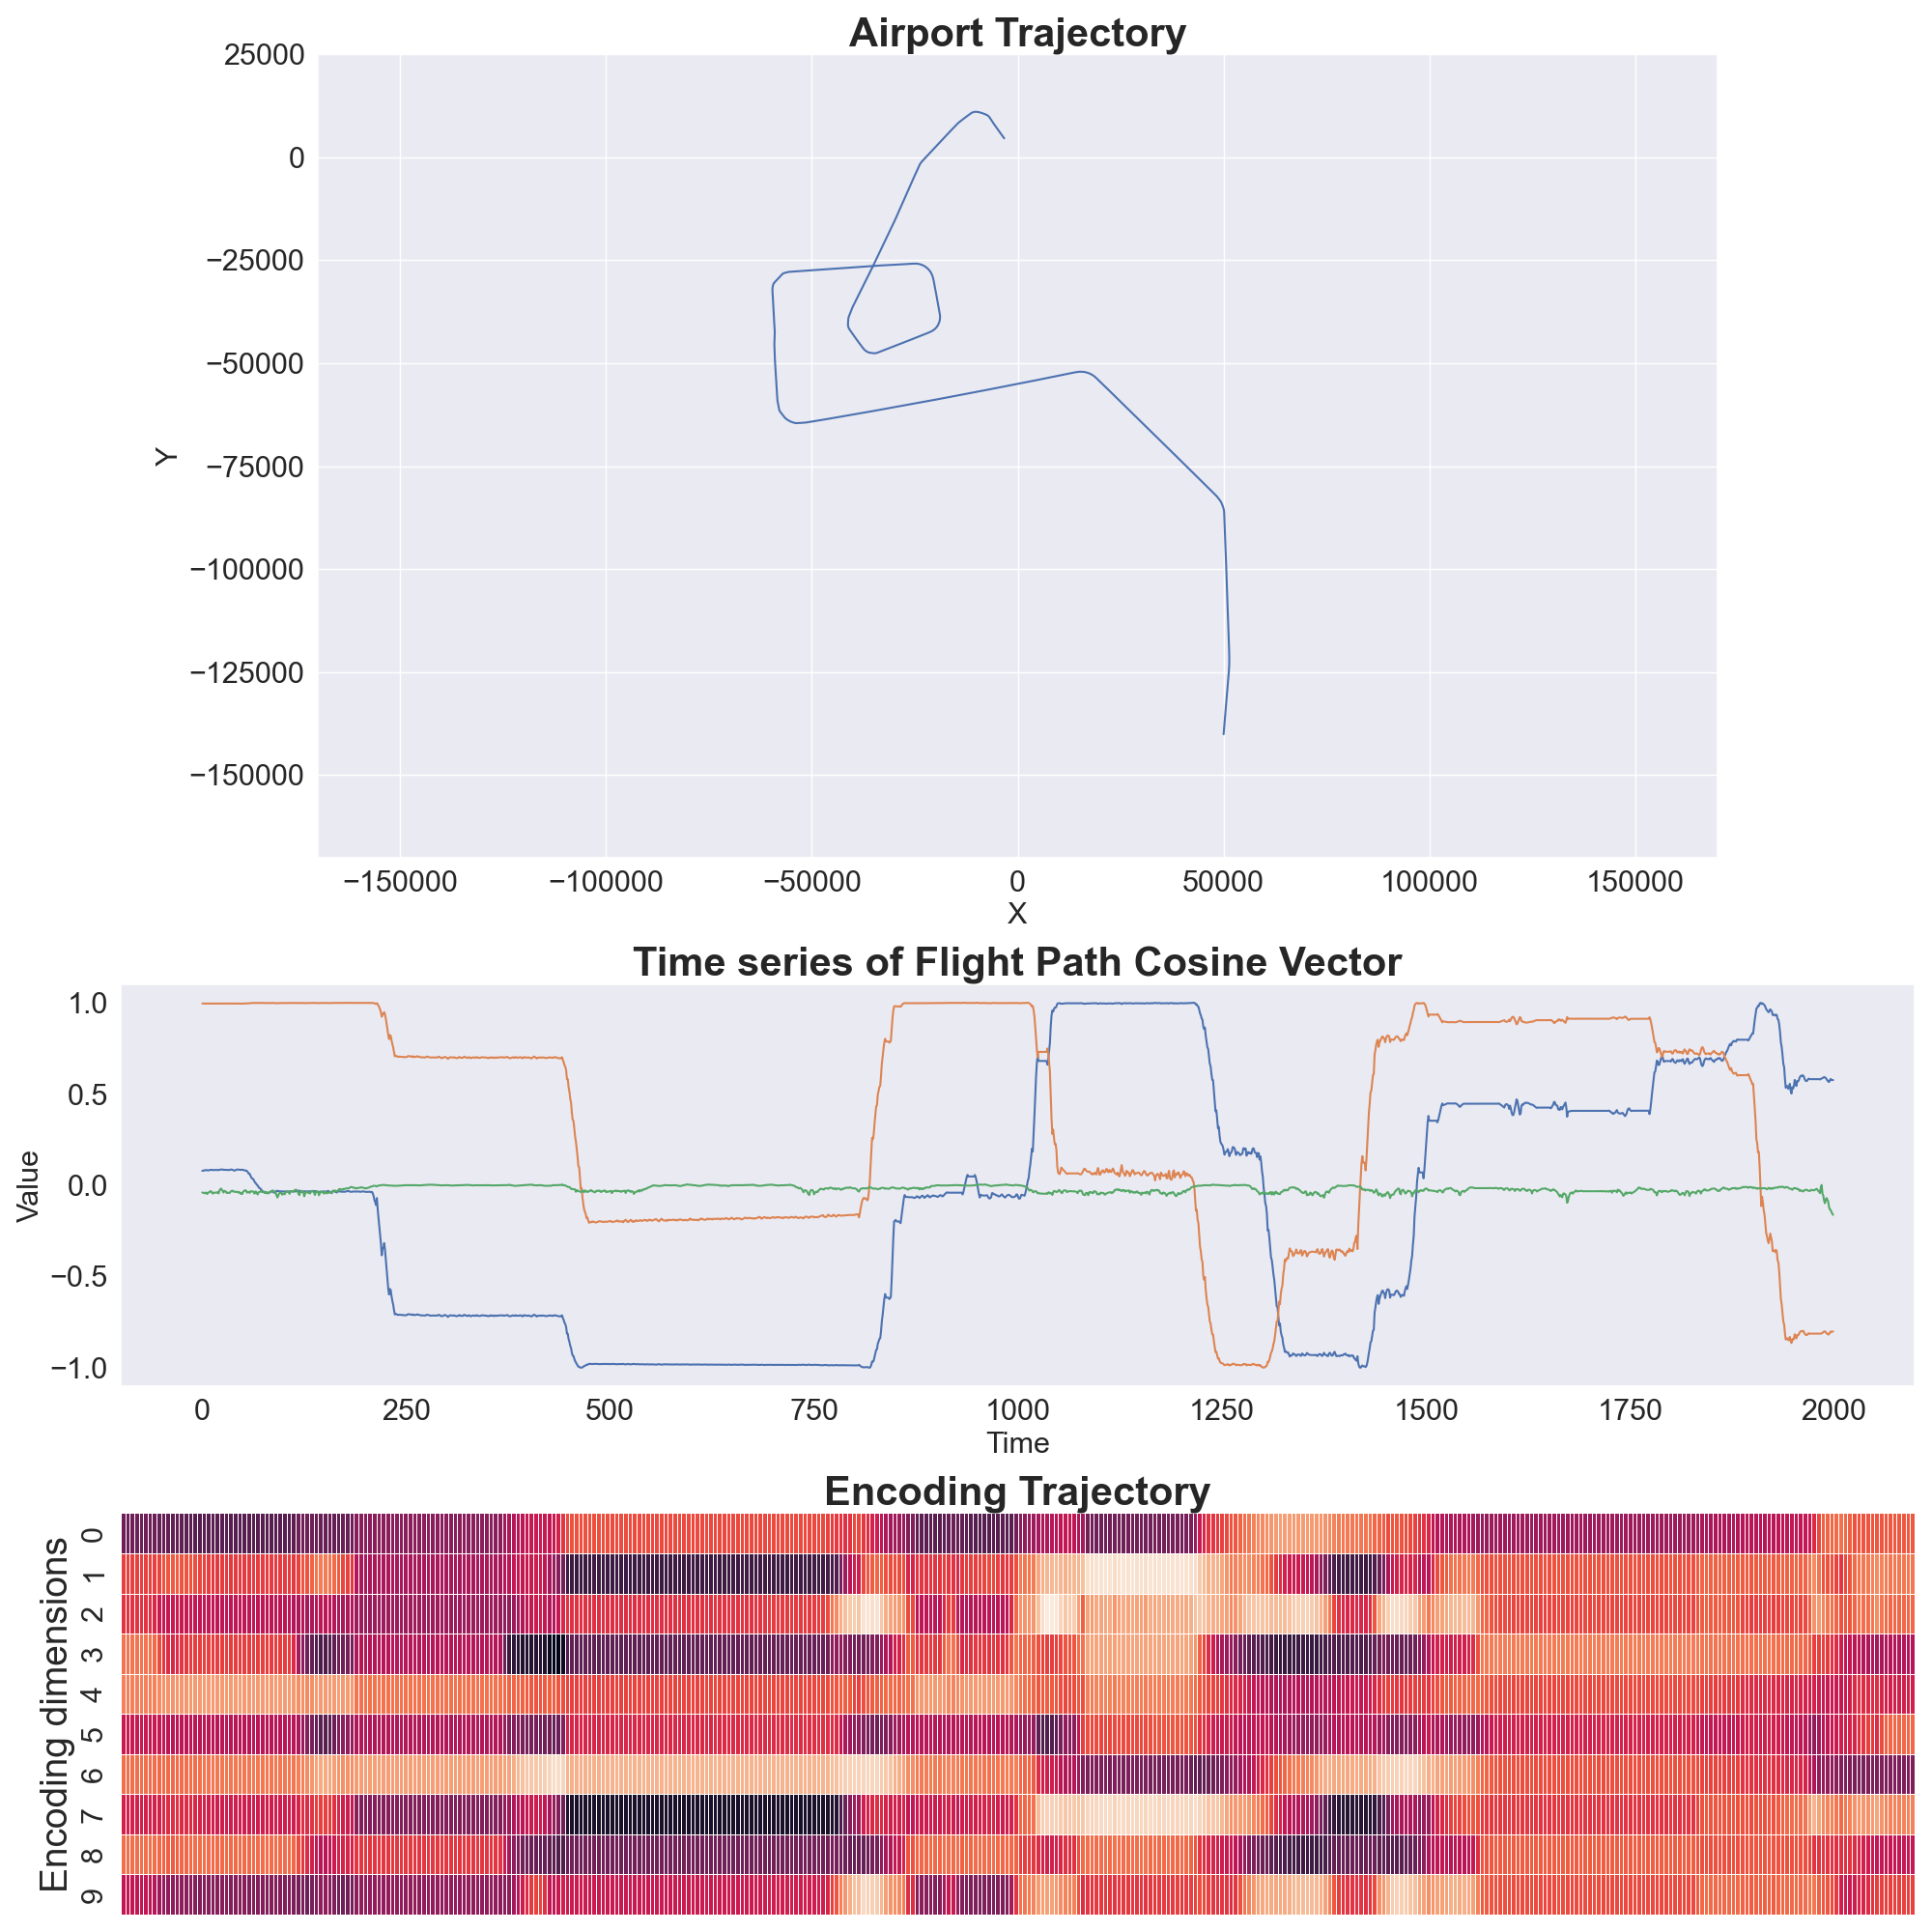 Airport Trajectory
25000
0
−25000
−50000
−75000
−100000
−125000
−150000
Y
−150000 −100000 −50000 0 50000 100000 150000
X
Time series of Flight Path Cosine Vector
1.0
0.5
0.0
−0.5
−1.0
Value
0 250 500 750 1000 1250 1500 1750 2000
Time
Encoding Trajectory
Encoding dimensions
0
1
2
3
4
5
6
7
8
9